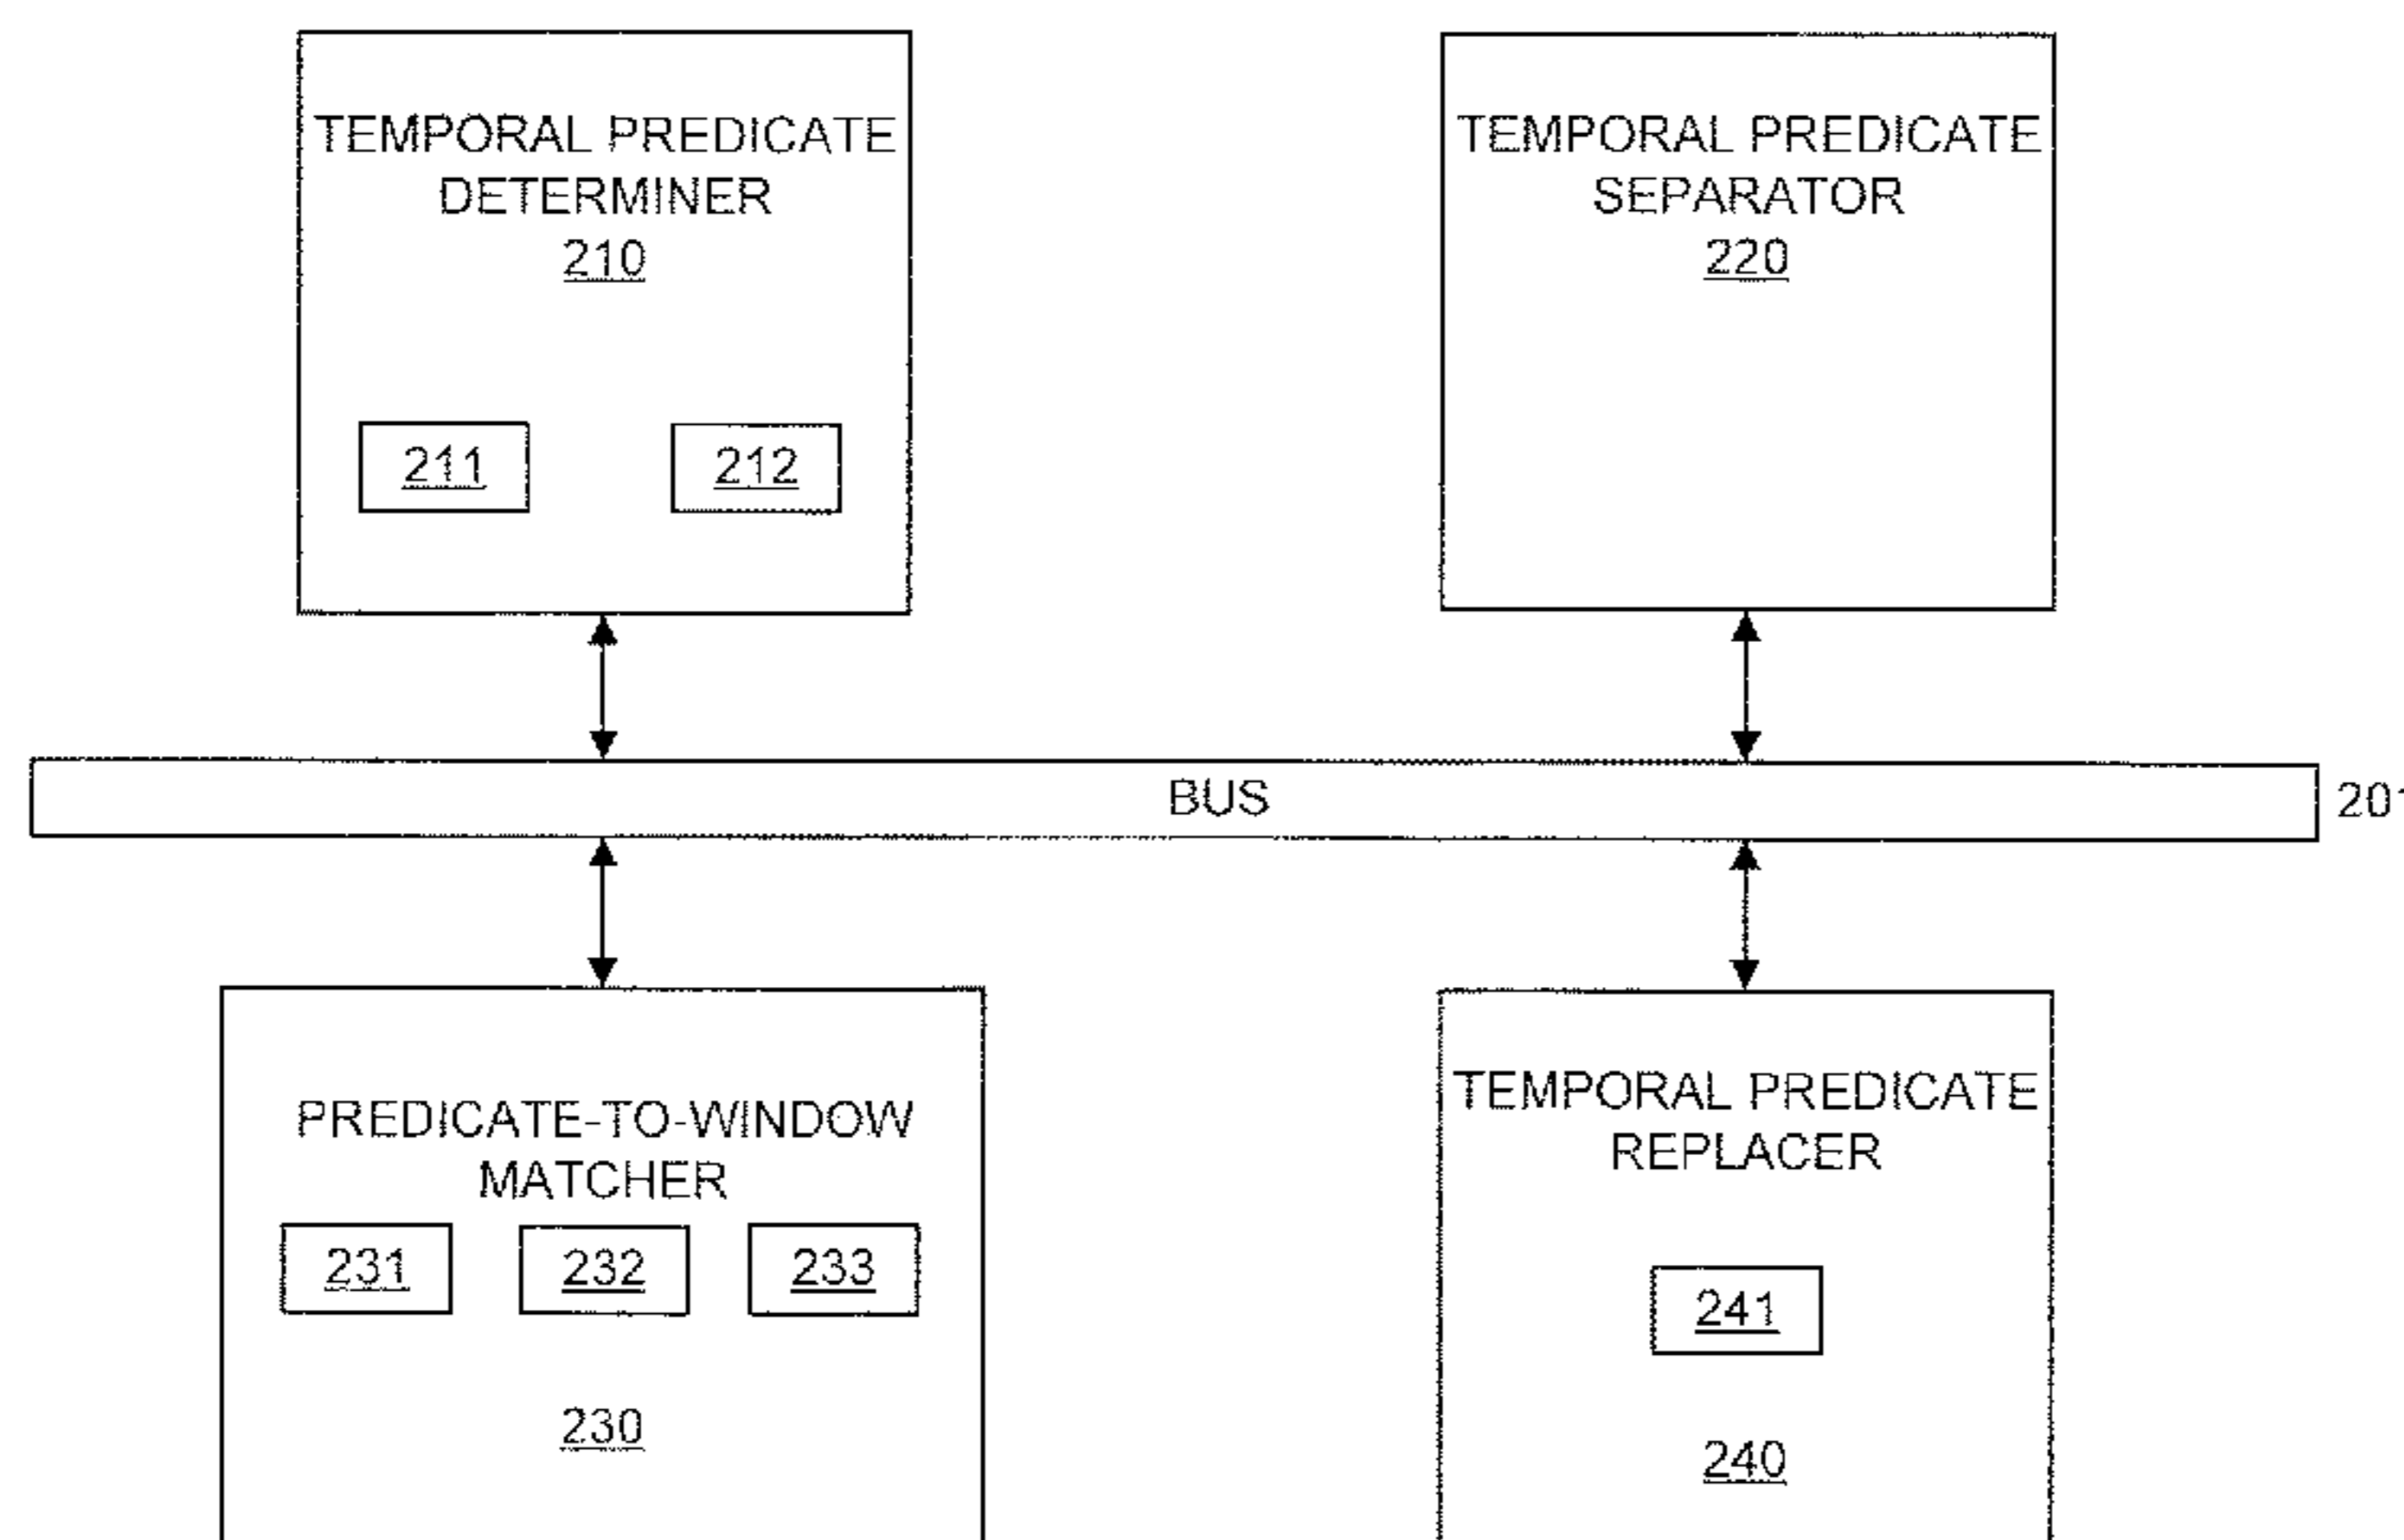 TEMPORAL PREDICATE
DETERMINER
210
211
212
TEMPORAL PREDICATE
SEPARATOR
220
BUS
201
PREDICATE-TO-WINDOW
MATCHER
231
232
233
230
TEMPORAL PREDICATE
REPLACER
241
240